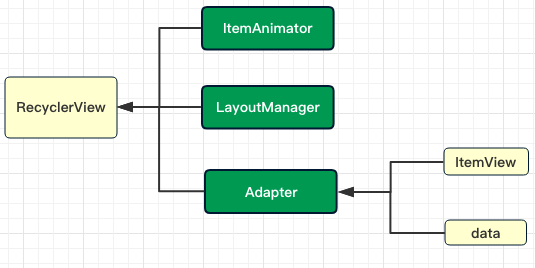 ItemAnimator
RecyclerView
LayoutManager
Adapter
ItemView
data